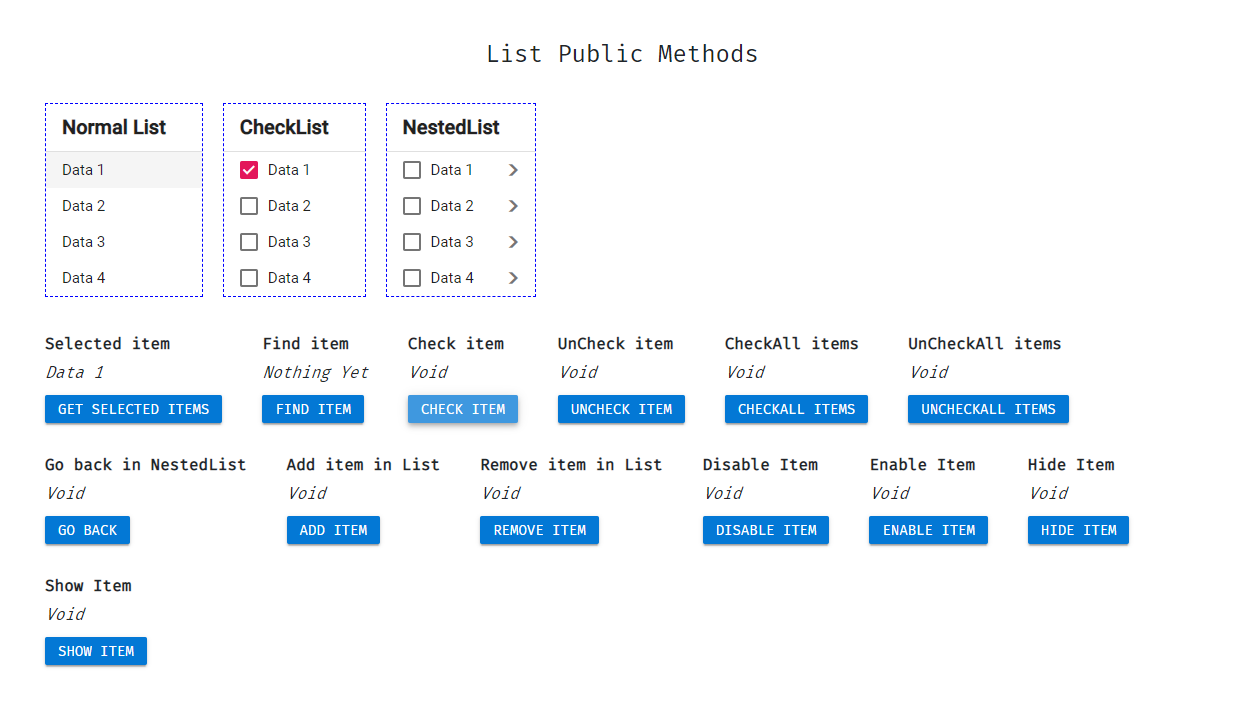 List Public Methods
Normal List CheckList NestedList
Data 1 Data 1 Data 1
Data 2 Data 2 Data 2
Data 3 Data 3 Data 3
Data 4 Data 4 Data 4
Selected item Find item Check item UnCheck item CheckAll items UnCheckAll items
Data 1 Nothing Yet Void Void Void Void
GET SELECTED ITEMS FIND ITEM CHECK ITEM UNCHECK ITEM CHECKALL ITEMS UNCHECKALL ITEMS
Go back in NestedList Add item in List Remove item in List Disable Item Enable Item Hide Item
Void Void Void Void Void Void
GO BACK ADD ITEM REMOVE ITEM DISABLE ITEM ENABLE ITEM HIDE ITEM
Show Item
Void
SHOW ITEM